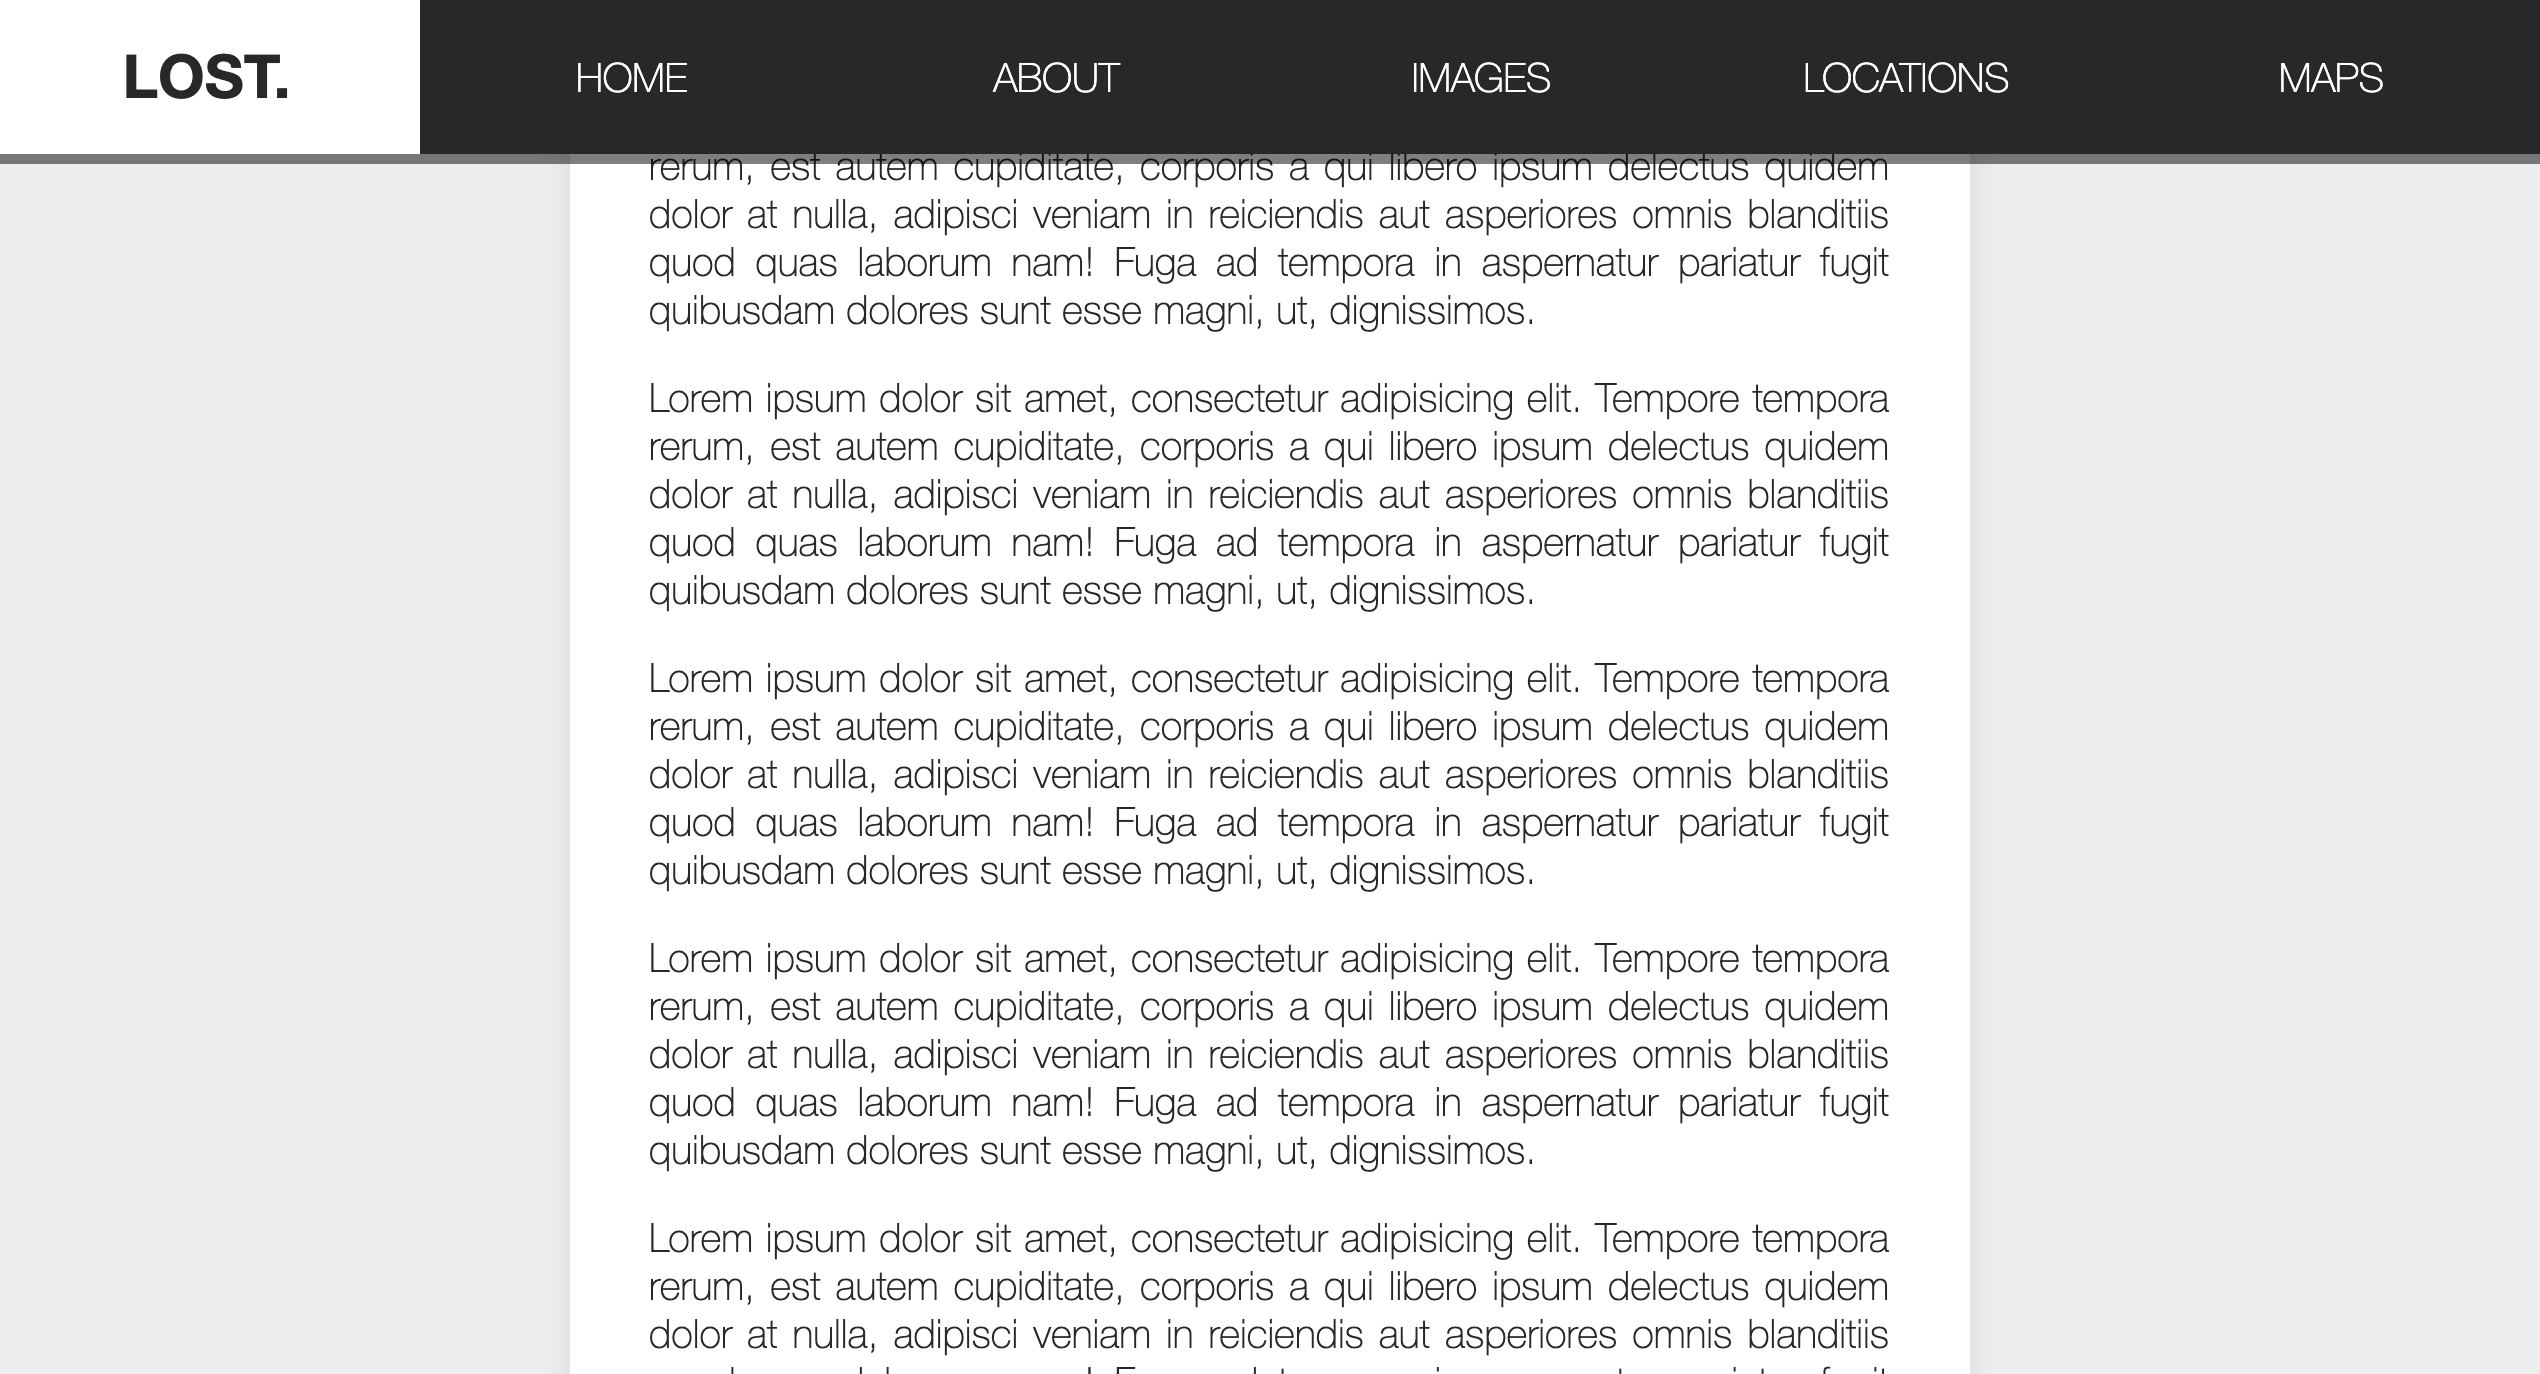 LOST.
HOME ABOUT IMAGES LOCATIONS MAPS
rerum, est autem cupiditate, corporis a qui libero ipsum delectus quidem
dolor at nulla, adipisci veniam in reiciendis aut asperiores omnis blanditiis
quod quas laborum nam! Fuga ad tempora in aspernatur pariatur fugit
quibusdam dolores sunt esse magni, ut, dignissimos.
Lorem ipsum dolor sit amet, consectetur adipisicing elit. Tempore tempora
rerum, est autem cupiditate, corporis a qui libero ipsum delectus quidem
dolor at nulla, adipisci veniam in reiciendis aut asperiores omnis blanditiis
quod quas laborum nam! Fuga ad tempora in aspernatur pariatur fugit
quibusdam dolores sunt esse magni, ut, dignissimos.
Lorem ipsum dolor sit amet, consectetur adipisicing elit. Tempore tempora
rerum, est autem cupiditate, corporis a qui libero ipsum delectus quidem
dolor at nulla, adipisci veniam in reiciendis aut asperiores omnis blanditiis
quod quas laborum nam! Fuga ad tempora in aspernatur pariatur fugit
quibusdam dolores sunt esse magni, ut, dignissimos.
Lorem ipsum dolor sit amet, consectetur adipisicing elit. Tempore tempora
rerum, est autem cupiditate, corporis a qui libero ipsum delectus quidem
dolor at nulla, adipisci veniam in reiciendis aut asperiores omnis blanditiis
quod quas laborum nam! Fuga ad tempora in aspernatur pariatur fugit
quibusdam dolores sunt esse magni, ut, dignissimos.
Lorem ipsum dolor sit amet, consectetur adipisicing elit. Tempore tempora
rerum, est autem cupiditate, corporis a qui libero ipsum delectus quidem
dolor at nulla, adipisci veniam in reiciendis aut asperiores omnis blanditiis